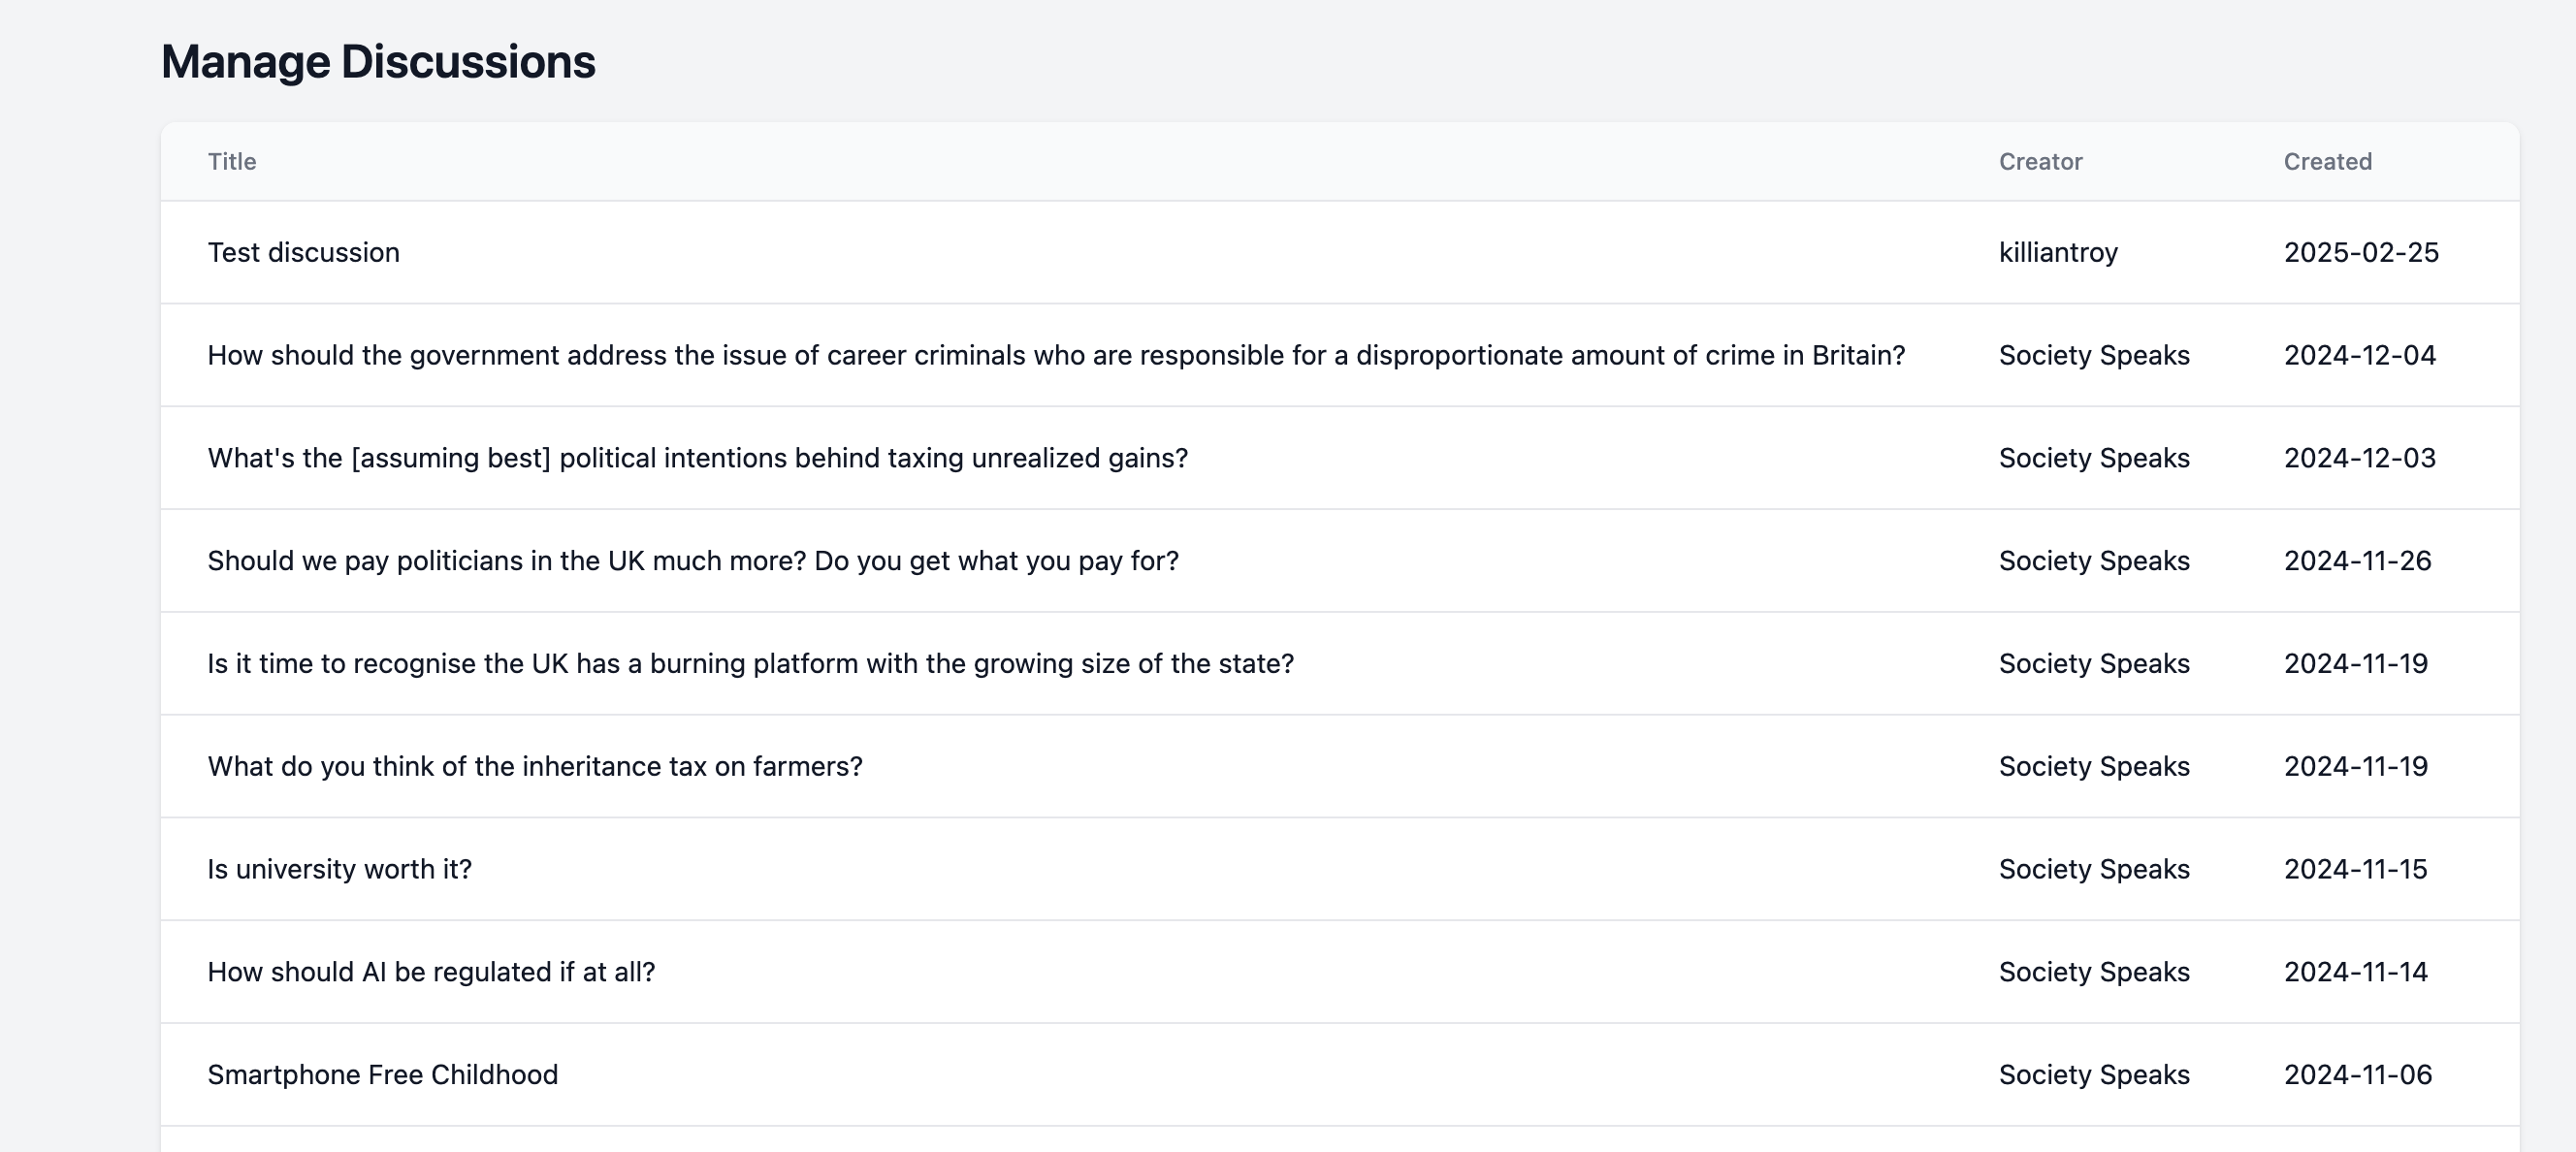 Manage Discussions
Title Creator Created
Test discussion killiantroy 2025-02-25
How should the government address the issue of career criminals who are responsible for a disproportionate amount of crime in Britain? Society Speaks 2024-12-04
What's the [assuming best] political intentions behind taxing unrealized gains? Society Speaks 2024-12-03
Should we pay politicians in the UK much more? Do you get what you pay for? Society Speaks 2024-11-26
Is it time to recognise the UK has a burning platform with the growing size of the state? Society Speaks 2024-11-19
What do you think of the inheritance tax on farmers? Society Speaks 2024-11-19
Is university worth it? Society Speaks 2024-11-15
How should AI be regulated if at all? Society Speaks 2024-11-14
Smartphone Free Childhood Society Speaks 2024-11-06